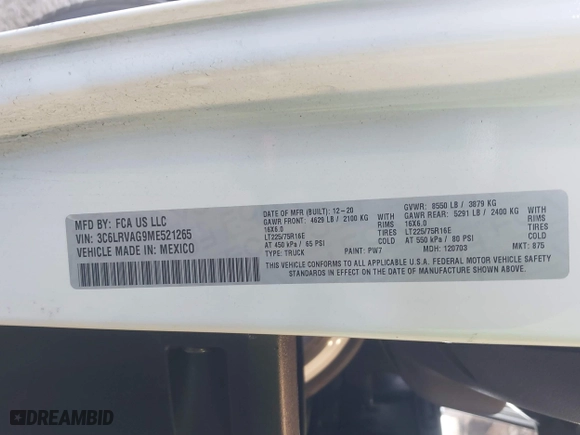 MFD BY: FCA US LLC
VIN: 3C6LRVAG9ME521265
VEHICLE MADE IN: MEXICO
DATE OF MFR (BUILT): 12-20
GAWR FRONT: 4629 LB / 2100 KG
16X6.0
LT225/75R16E
AT 450 kPa / 65 PSI
TYPE: TRUCK
WITH
RIMS
TIRES
COLD
PAINT: PW7
GVWR: 8550 LB / 3879 KG
GAWR REAR: 5291 LB / 2400 KG
16X6.0
LT225/75R16E
AT 550 kPa / 80 PSI
MDH: 120703
WITH
RIMS
TIRES
COLD
MKT: 875
THIS VEHICLE CONFORMS TO ALL APPLICABLE U.S.A. FEDERAL MOTOR VEHICLE SAFETY
STANDARDS IN EFFECT ON THE DATE OF MANUFACTURE SHOWN ABOVE.
DREAMBID